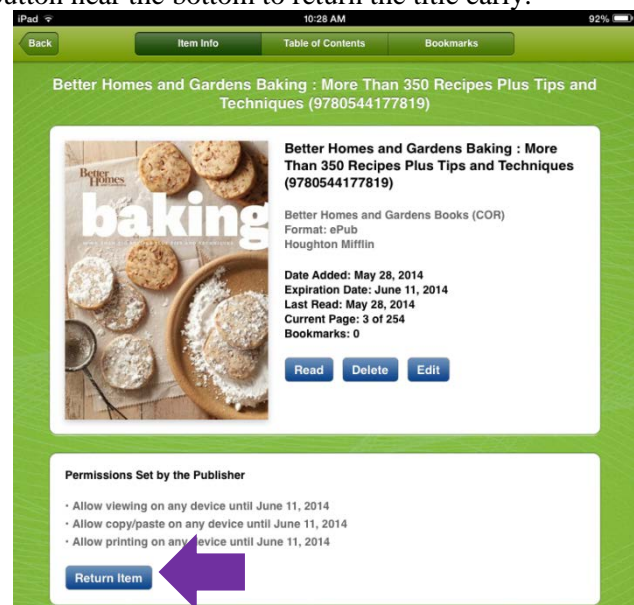 button near the bottom to return the title early.
iPad
10:28 AM
92%
Back
Item Info
Table of Contents
Bookmarks
Better Homes and Gardens Baking : More Than 350 Recipes Plus Tips and
Techniques (9780544177819)
Better
Homes
baking
Better Homes and Gardens Baking : More
Than 350 Recipes Plus Tips and Techniques
(9780544177819)
Better Homes and Gardens Books (COR)
Format: ePub
Houghton Mifflin
Date Added: May 28, 2014
Expiration Date: June 11, 2014
Last Read: May 28, 2014
Current Page: 3 of 254
Bookmarks: 0
Read
Delete
Edit
Permissions Set by the Publisher
· Allow viewing on any device until June 11, 2014
· Allow copy/paste on any device until June 11, 2014
· Allow printing on any device until June 11, 2014
Return Item